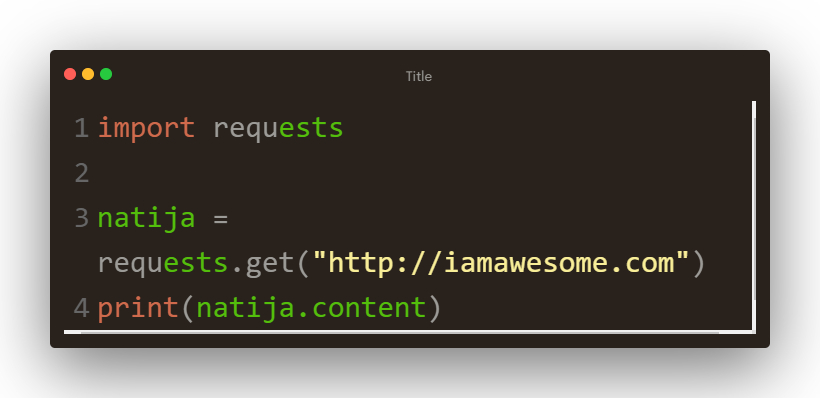 Title
1 import requests
2
3 natija =
requests.get("http://iamawesome.com")
4 print(natija.content)